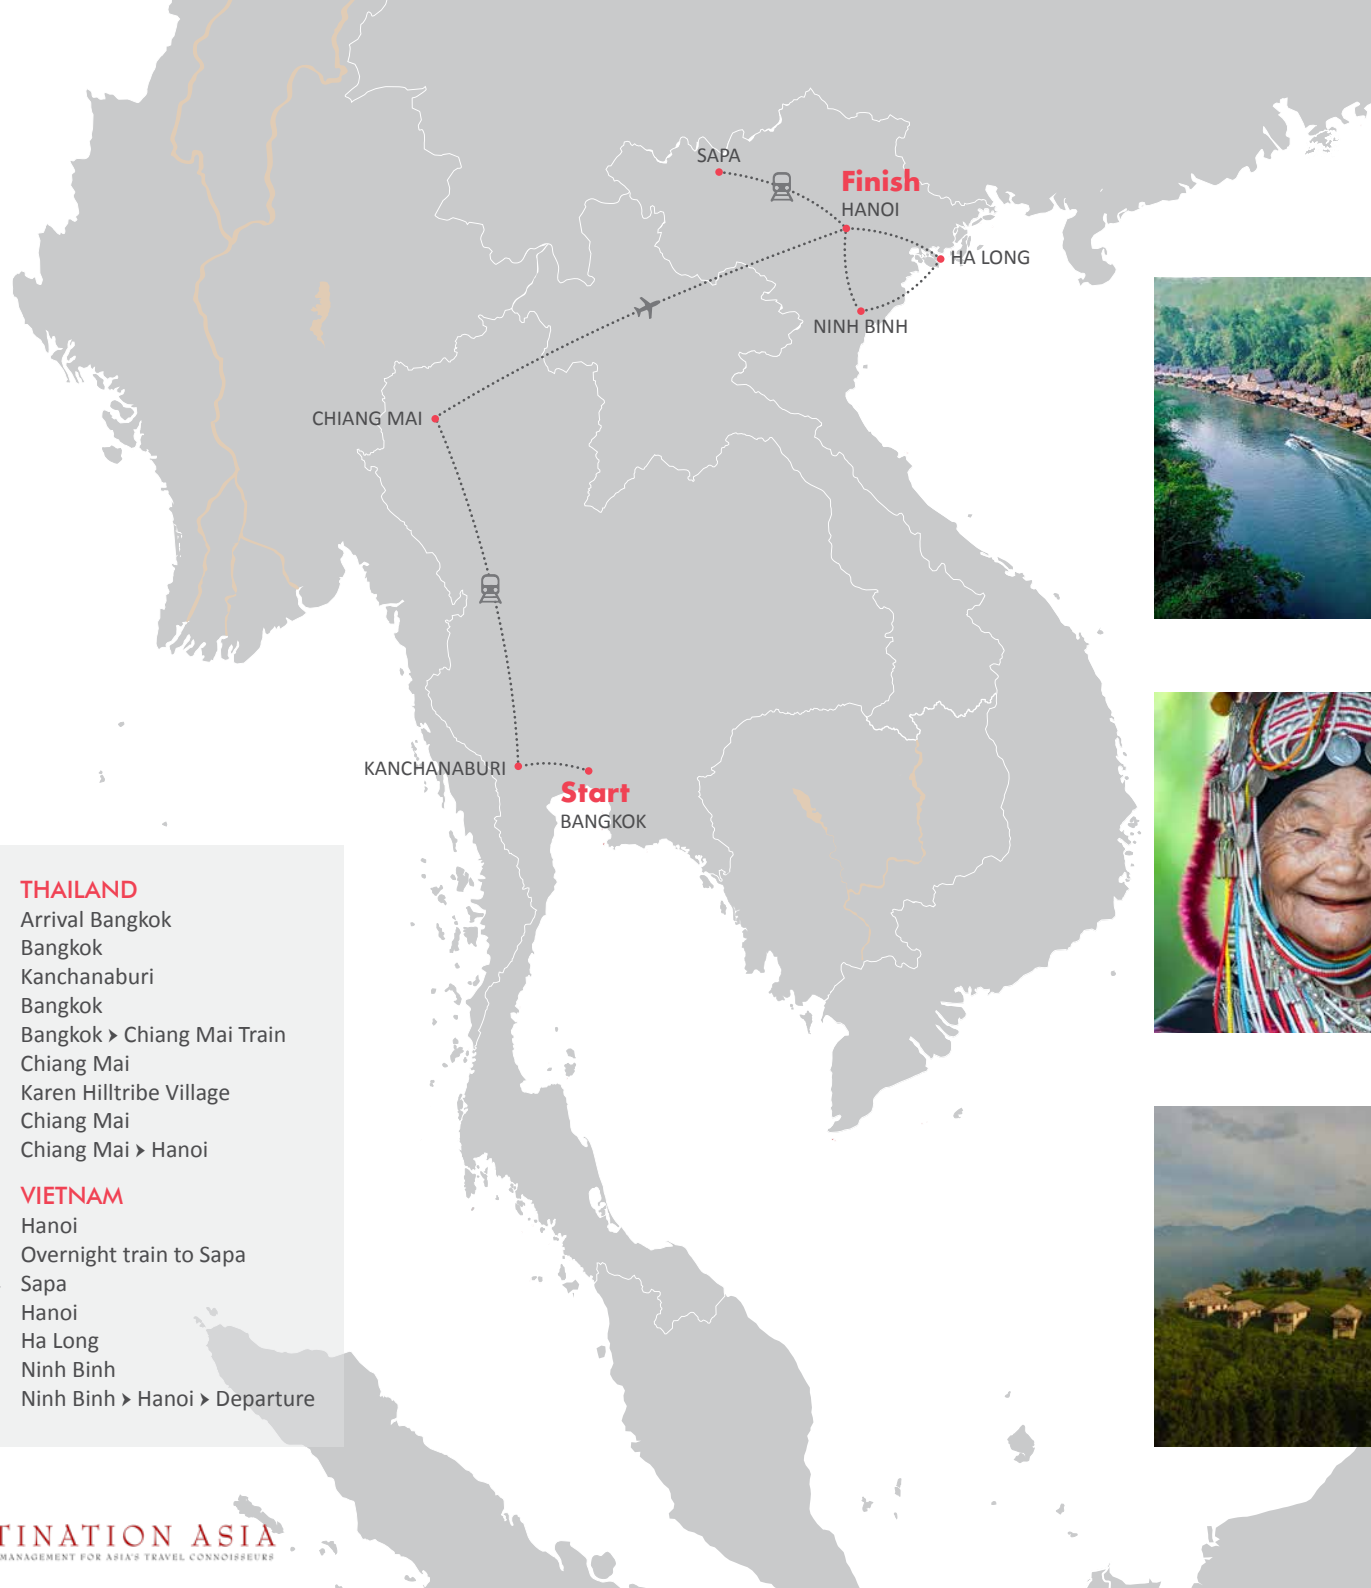 SAPA
Finish
HANOI
HA LONG
NINH BINH
CHIANG MAI
KANCHANABURI
Start
BANGKOK
THAILAND
Arrival Bangkok
Bangkok
Kanchanaburi
Bangkok
Bangkok > Chiang Mai Train
Chiang Mai
Karen Hilltribe Village
Chiang Mai
Chiang Mai > Hanoi
VIETNAM
Hanoi
Overnight train to Sapa
Sapa
Hanoi
Ha Long
Ninh Binh
Ninh Binh > Hanoi > Departure
TINATION ASIA
MANAGEMENT FOR ASIA'S TRAVEL CONNOISSEURS